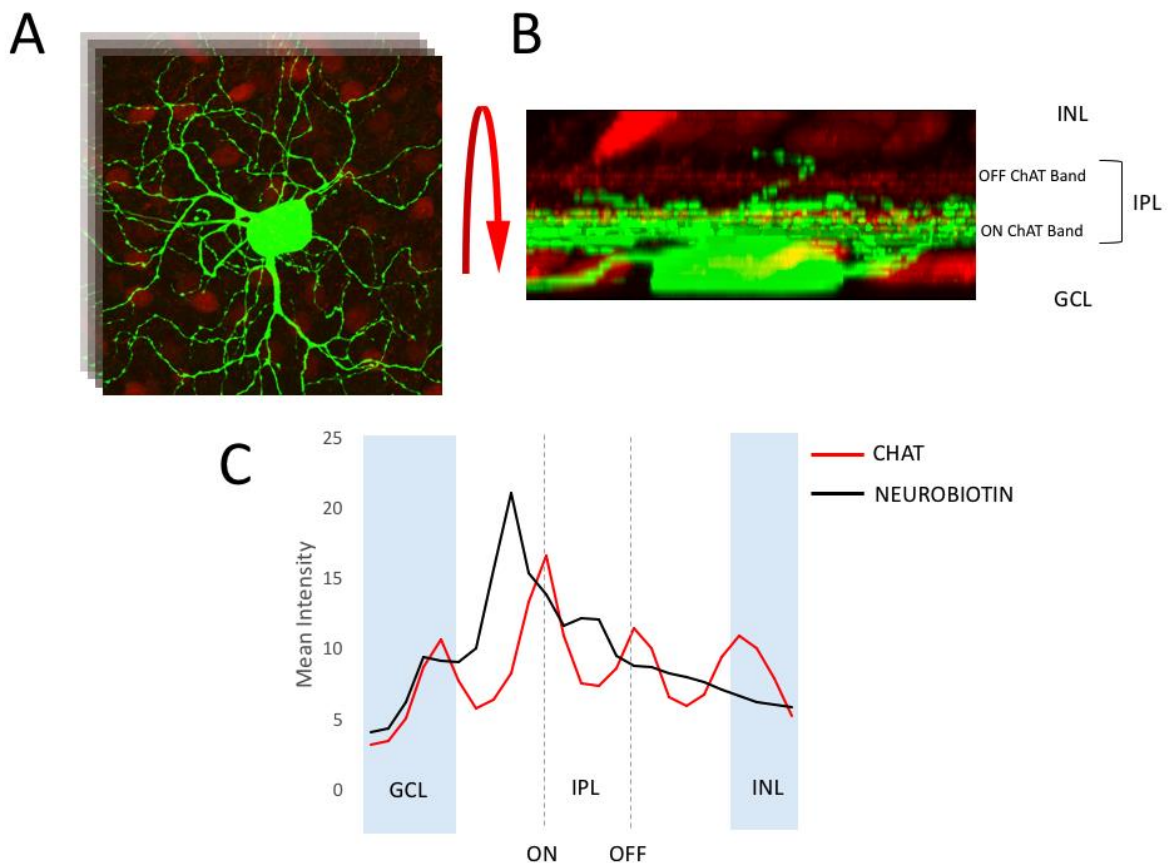 A
B
INL
OFF ChAT Band
IPL
ON ChAT Band
GCL
C
25
20
15
10
5
0
Mean Intensity
CHAT
NEUROBIOTIN
GCL
IPL
INL
ON
OFF